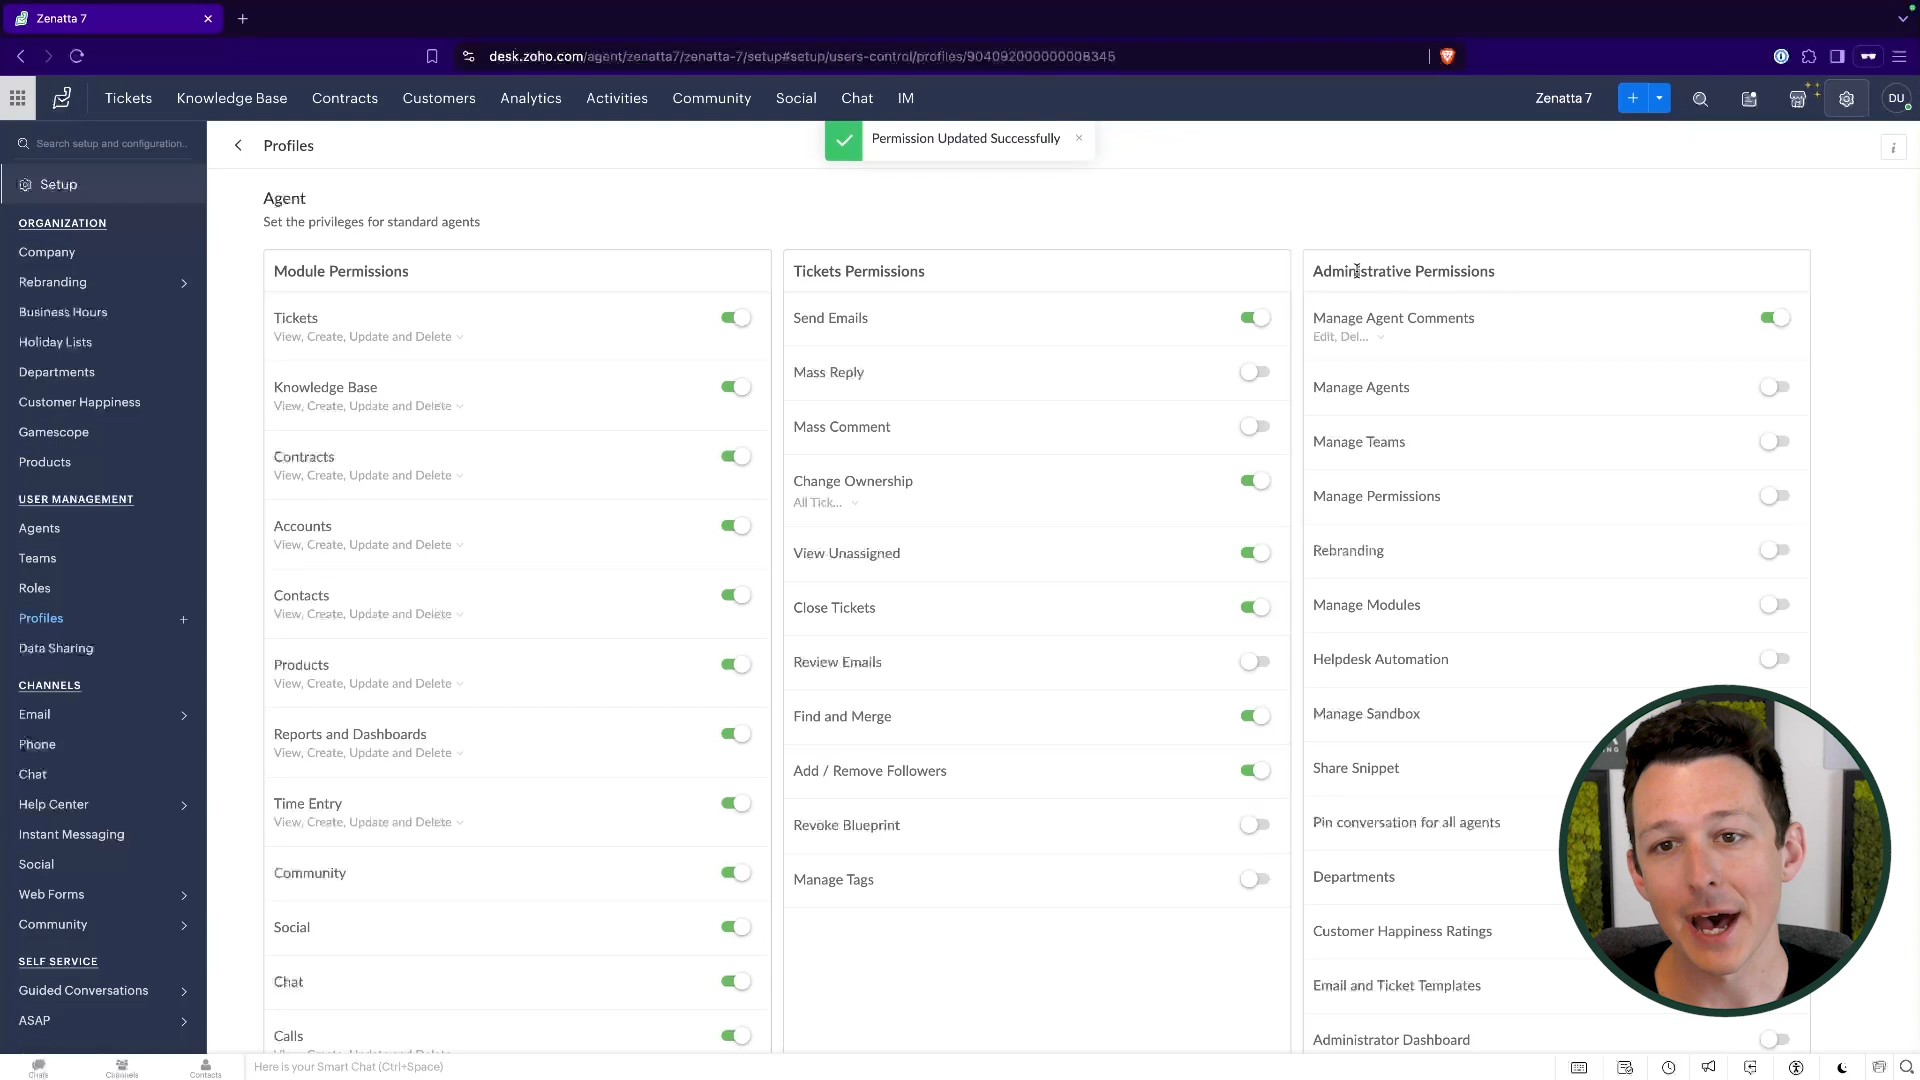 Zenatta 7
desk.zoho.com/agent/zenatta7/zenatta-7/setup#setup/users-control/profiles/904092000000008345
Tickets Knowledge Base Contracts Customers Analytics Activities Community Social Chat IM
Zenatta 7
DU
Search setup and configuration..
Profiles
Permission Updated Successfully
Setup
ORGANIZATION
Company
Rebranding
Business Hours
Holiday Lists
Departments
Customer Happiness
Gamescope
Products
USER MANAGEMENT
Agents
Teams
Roles
Profiles
Data Sharing
CHANNELS
Email
Phone
Chat
Help Center
Instant Messaging
Social
Web Forms
Community
SELF SERVICE
Guided Conversations
ASAP
Agent
Set the privileges for standard agents
Module Permissions
Tickets
View, Create, Update and Delete
Knowledge Base
View, Create, Update and Delete
Contracts
View, Create, Update and Delete
Accounts
View, Create, Update and Delete
Contacts
View, Create, Update and Delete
Products
View, Create, Update and Delete
Reports and Dashboards
View, Create, Update and Delete
Time Entry
View, Create, Update and Delete
Community
Social
Chat
Calls
Tickets Permissions
Send Emails
Mass Reply
Mass Comment
Change Ownership
All Tick...
View Unassigned
Close Tickets
Review Emails
Find and Merge
Add / Remove Followers
Revoke Blueprint
Manage Tags
Administrative Permissions
Manage Agent Comments
Edit, Del...
Manage Agents
Manage Teams
Manage Permissions
Rebranding
Manage Modules
Helpdesk Automation
Manage Sandbox
Share Snippet
Pin conversation for all agents
Departments
Customer Happiness Ratings
Email and Ticket Templates
Administrator Dashboard
Chats
Channels
Contacts
Here is your Smart Chat (Ctrl+Space)